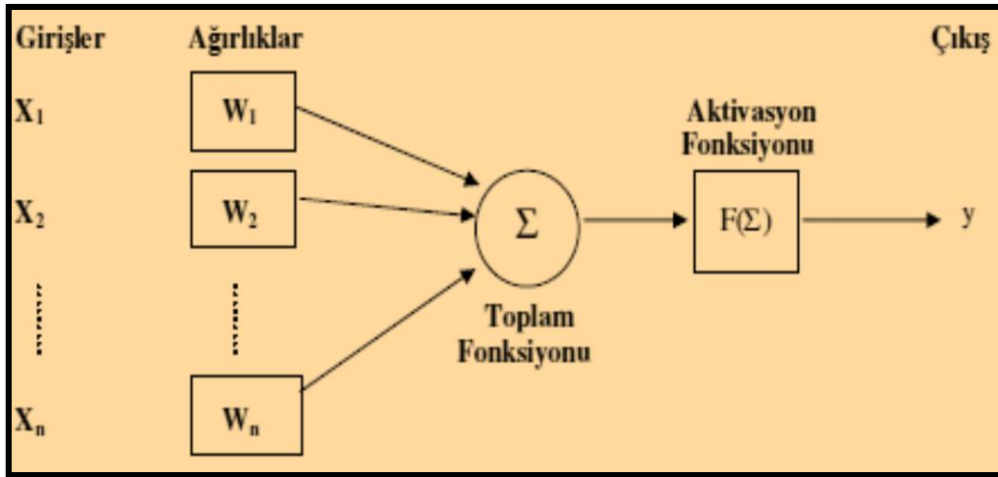 Girişler Ağırlıklar Çıkış
X₁ W₁
Aktivasyon
Fonksiyonu
X₂ W₂ Σ F(Σ) y
Toplam
Fonksiyonu
Xₙ Wₙ